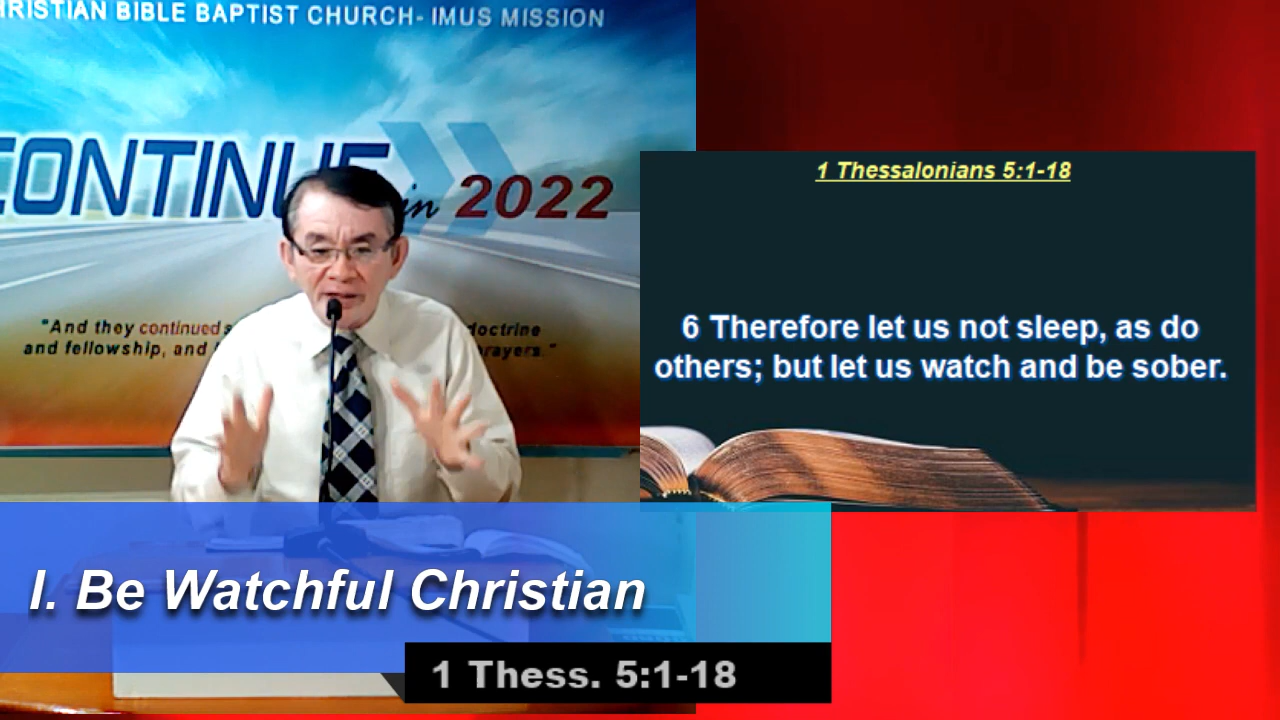 CHRISTIAN BIBLE BAPTIST CHURCH- IMUS MISSION
CONTINUE
in 2022
"And they continued doctrine
and fellowship, and prayers."
1 Thessalonians 5:1-18
6 Therefore let us not sleep, as do
others; but let us watch and be sober.
I. Be Watchful Christian
1 Thess. 5:1-18